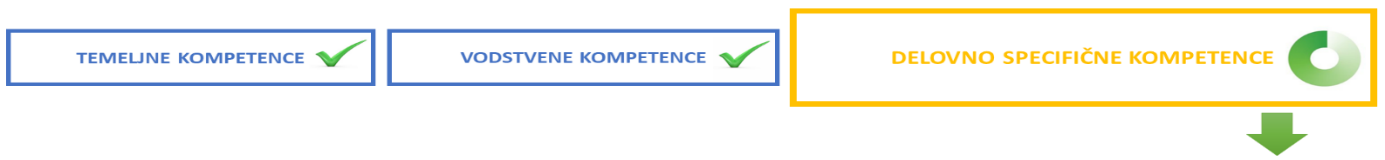 TEMELJNE KOMPETENCE
VODSTVENE KOMPETENCE
DELOVNO SPECIFIČNE KOMPETENCE